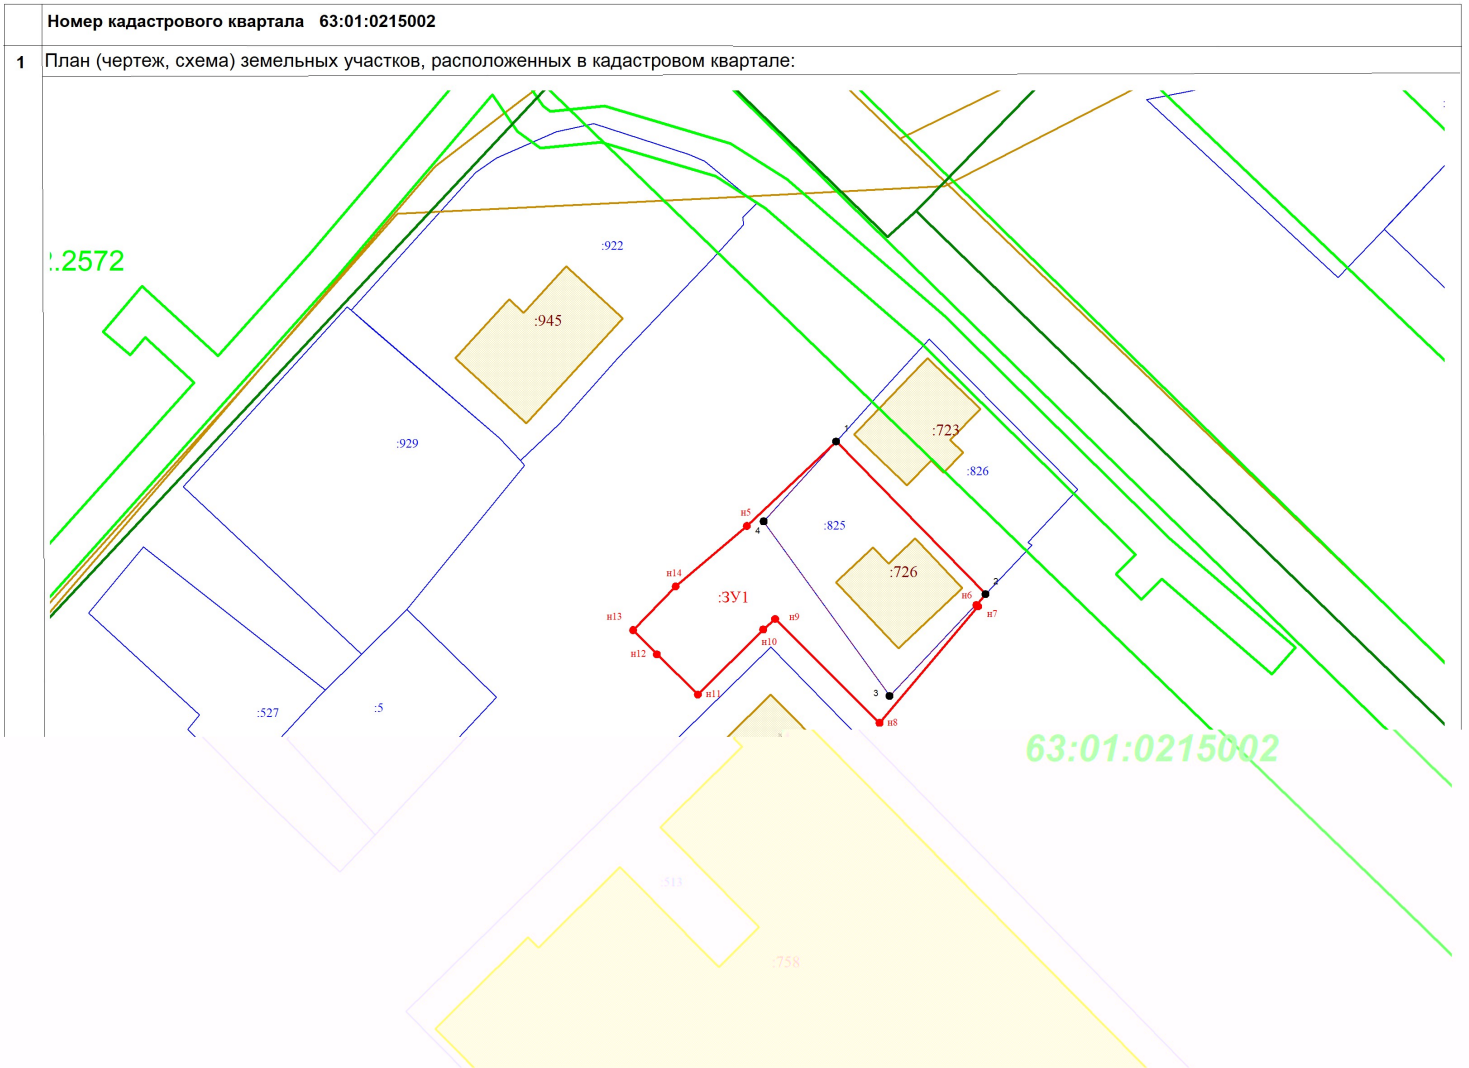 Номер кадастрового квартала 63:01:0215002
1 План (чертеж, схема) земельных участков, расположенных в кадастровом квартале:
:922
.2572
:945
1
:723
:929
:826
н5
4
:825
:726
н14
2
н6
:ЗУ1
н7
н13
н9
н10
н12
3
н11
:5
:527
н8
63:01:0215002
:513
:758